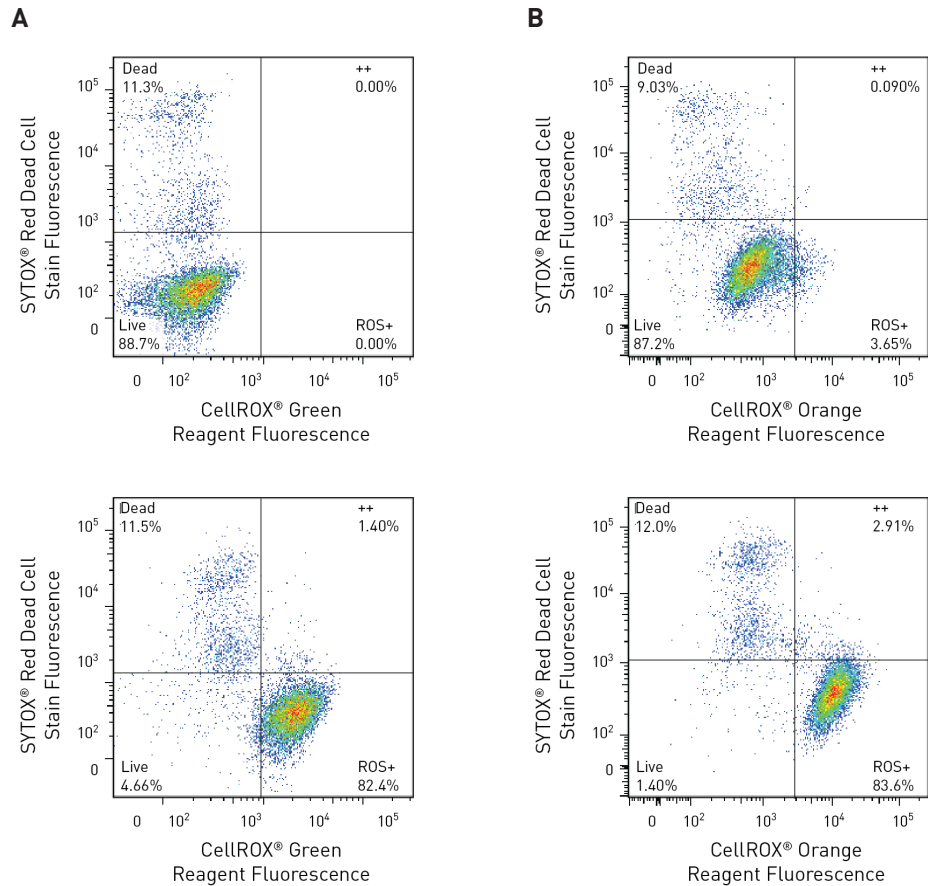 A
B
Dead
11.3%
++
0.00%
Live
88.7%
ROS+
0.00%
10⁵
10⁴
10³
10²
0
SYTOX® Red Dead Cell
Stain Fluorescence
0
10²
10³
10⁴
10⁵
CellROX® Green
Reagent Fluorescence
Dead
9.03%
++
0.090%
Live
87.2%
ROS+
3.65%
10⁵
10⁴
10³
10²
0
SYTOX® Red Dead Cell
Stain Fluorescence
0
10²
10³
10⁴
10⁵
CellROX® Orange
Reagent Fluorescence
Dead
11.5%
++
1.40%
Live
4.66%
ROS+
82.4%
10⁵
10⁴
10³
10²
0
SYTOX® Red Dead Cell
Stain Fluorescence
0
10²
10³
10⁴
10⁵
CellROX® Green
Reagent Fluorescence
Dead
12.0%
++
2.91%
Live
1.40%
ROS+
83.6%
10⁵
10⁴
10³
10²
0
SYTOX® Red Dead Cell
Stain Fluorescence
0
10²
10³
10⁴
10⁵
CellROX® Orange
Reagent Fluorescence